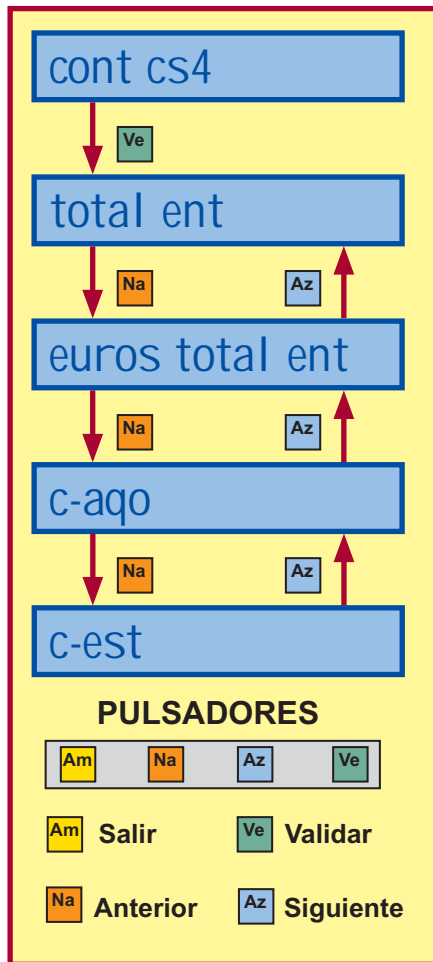 cont cs4
Ve
total ent
Na Az
euros total ent
Na Az
c-aqo
Na Az
c-est
PULSADORES
Am Na Az Ve
Am Salir Ve Validar
Na Anterior Az Siguiente